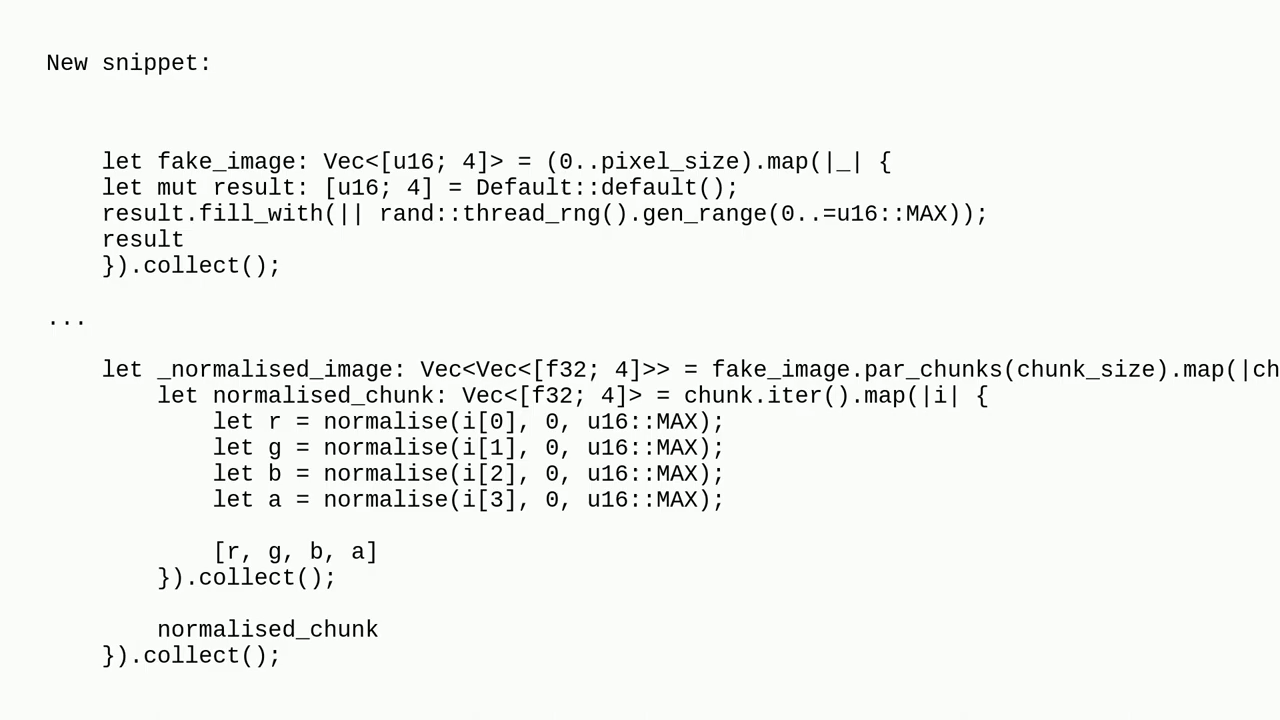 New snippet:
let fake_image: Vec<[u16; 4]> = (0..pixel_size).map(|_| {
let mut result: [u16; 4] = Default::default();
result.fill_with(|| rand::thread_rng().gen_range(0..=u16::MAX));
result
}).collect();
...
let _normalised_image: Vec<Vec<[f32; 4]>> = fake_image.par_chunks(chunk_size).map(|ch
let normalised_chunk: Vec<[f32; 4]> = chunk.iter().map(|i| {
let r = normalise(i[0], 0, u16::MAX);
let g = normalise(i[1], 0, u16::MAX);
let b = normalise(i[2], 0, u16::MAX);
let a = normalise(i[3], 0, u16::MAX);
[r, g, b, a]
}).collect();
normalised_chunk
}).collect();